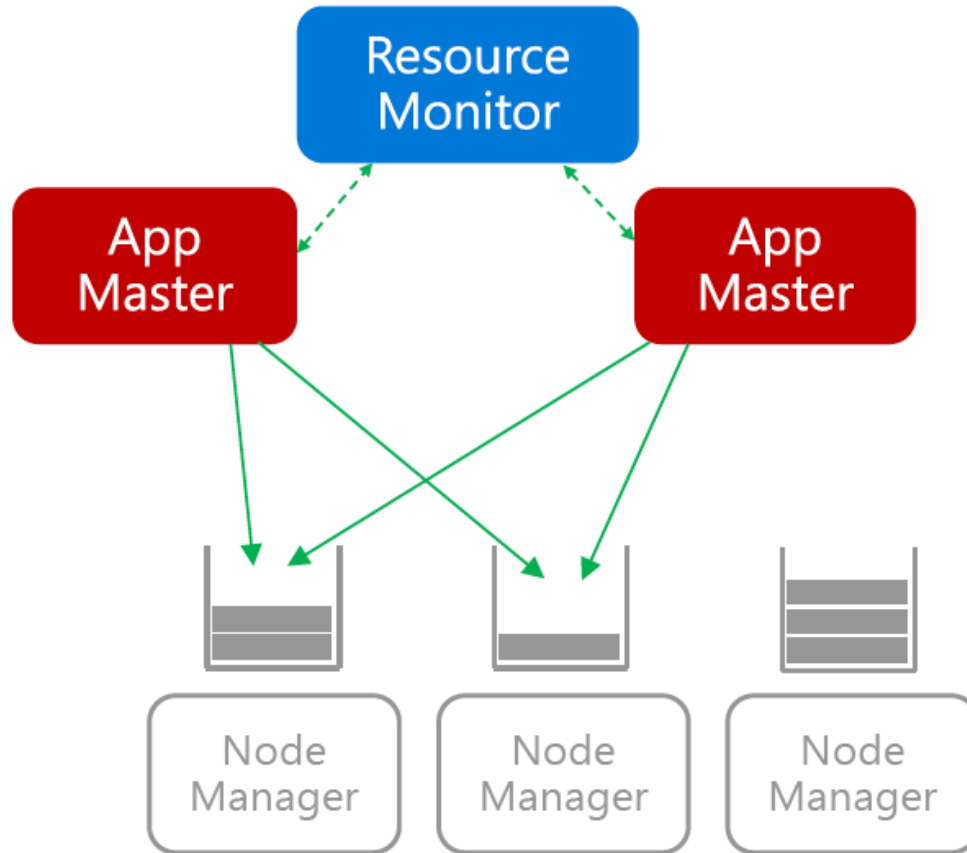 Resource
Monitor
App
Master
App
Master
Node
Manager
Node
Manager
Node
Manager